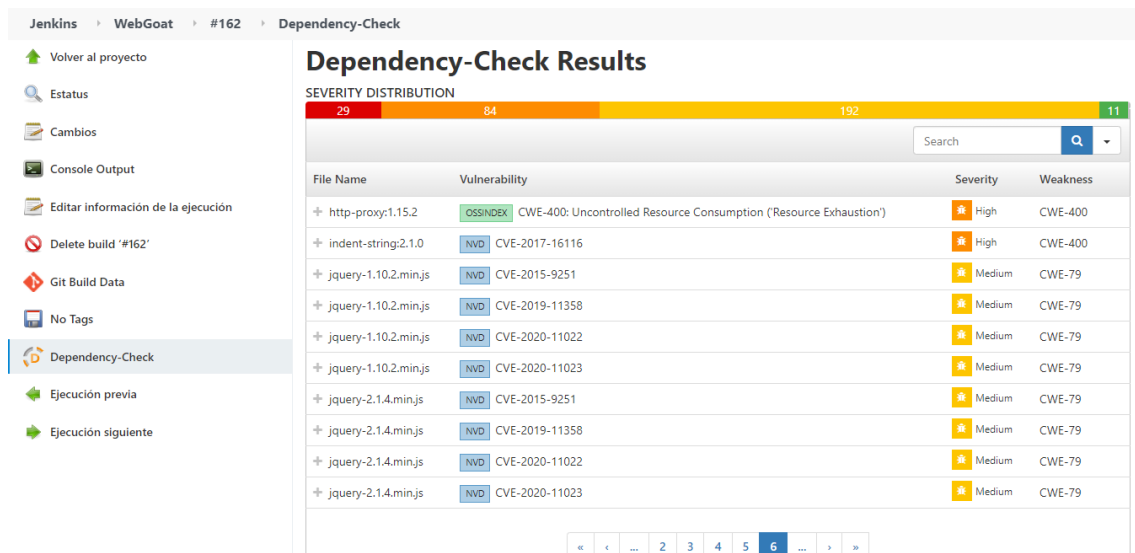 Jenkins WebGoat #162 Dependency-Check
Volver al proyecto
Estatus
Cambios
Console Output
Editar información de la ejecución
Delete build ‘#162’
Git Build Data
No Tags
Dependency-Check
Ejecución previa
Ejecución siguiente
Dependency-Check Results
SEVERITY DISTRIBUTION
29 84 192 11
Search
File Name Vulnerability Severity Weakness
http-proxy:1.15.2 OSSINDEX CWE-400: Uncontrolled Resource Consumption ('Resource Exhaustion') High CWE-400
indent-string:2.1.0 NVD CVE-2017-16116 High CWE-400
jquery-1.10.2.min.js NVD CVE-2015-9251 Medium CWE-79
jquery-1.10.2.min.js NVD CVE-2019-11358 Medium CWE-79
jquery-1.10.2.min.js NVD CVE-2020-11022 Medium CWE-79
jquery-1.10.2.min.js NVD CVE-2020-11023 Medium CWE-79
jquery-2.1.4.min.js NVD CVE-2015-9251 Medium CWE-79
jquery-2.1.4.min.js NVD CVE-2019-11358 Medium CWE-79
jquery-2.1.4.min.js NVD CVE-2020-11022 Medium CWE-79
jquery-2.1.4.min.js NVD CVE-2020-11023 Medium CWE-79
« ‹ ... 2 3 4 5 6 ... › »